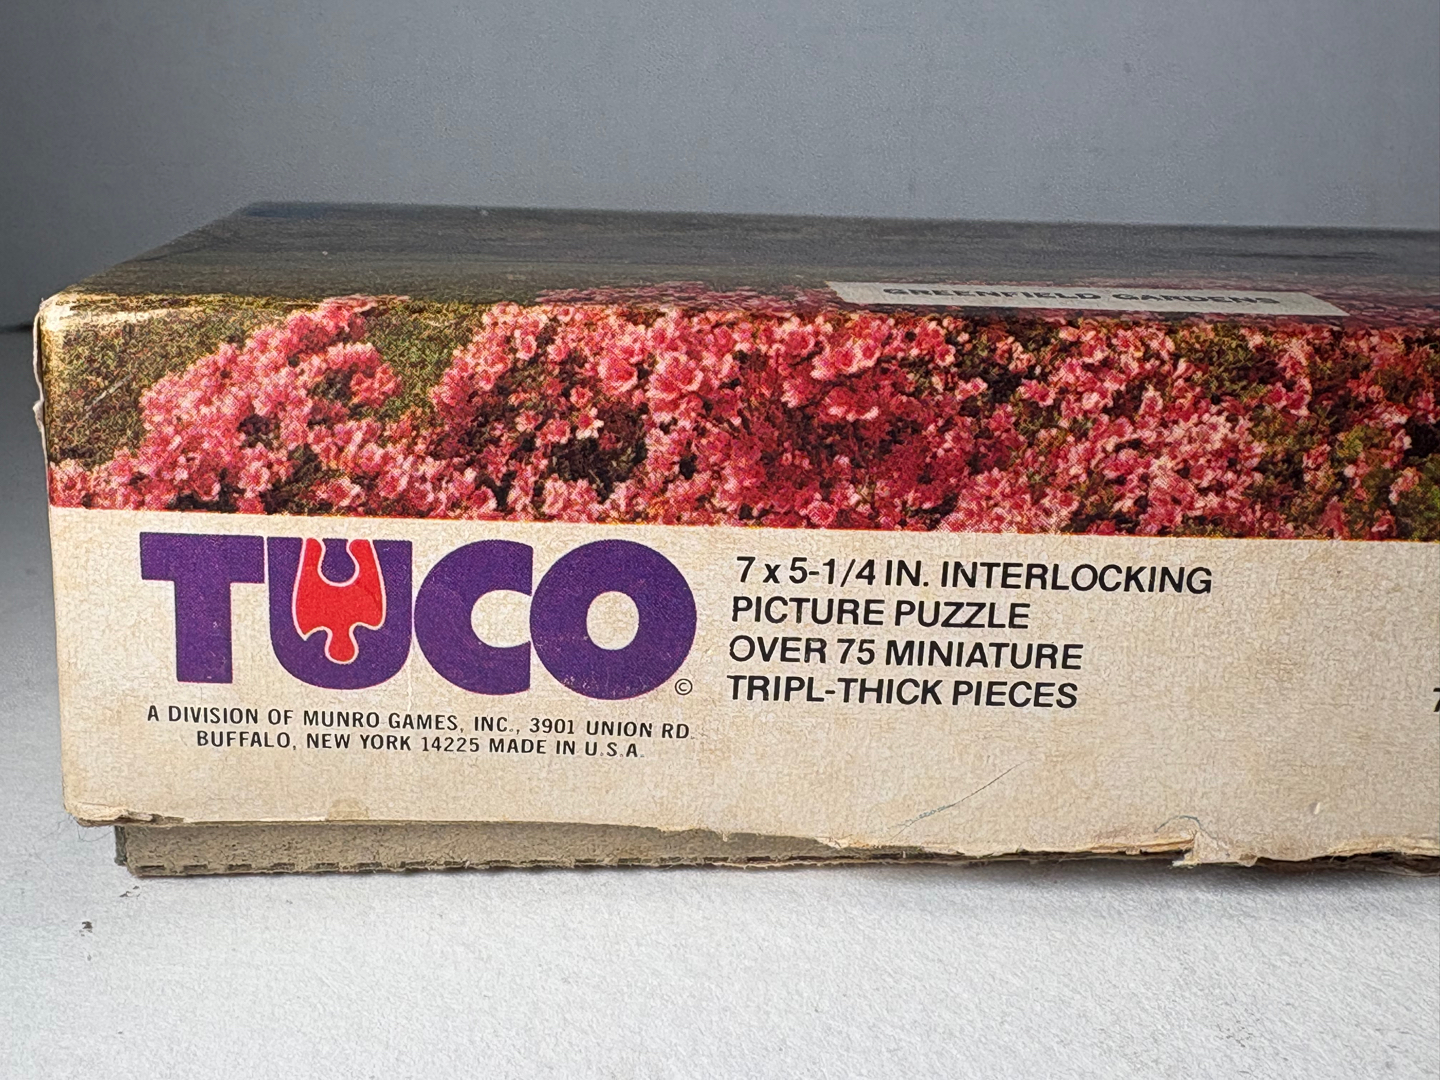 GREENFIELD GARDENS
TUCO
©
A DIVISION OF MUNRO GAMES, INC., 3901 UNION RD.
BUFFALO, NEW YORK 14225 MADE IN U.S.A.
7 x 5-1/4 IN. INTERLOCKING
PICTURE PUZZLE
OVER 75 MINIATURE
TRIPL-THICK PIECES